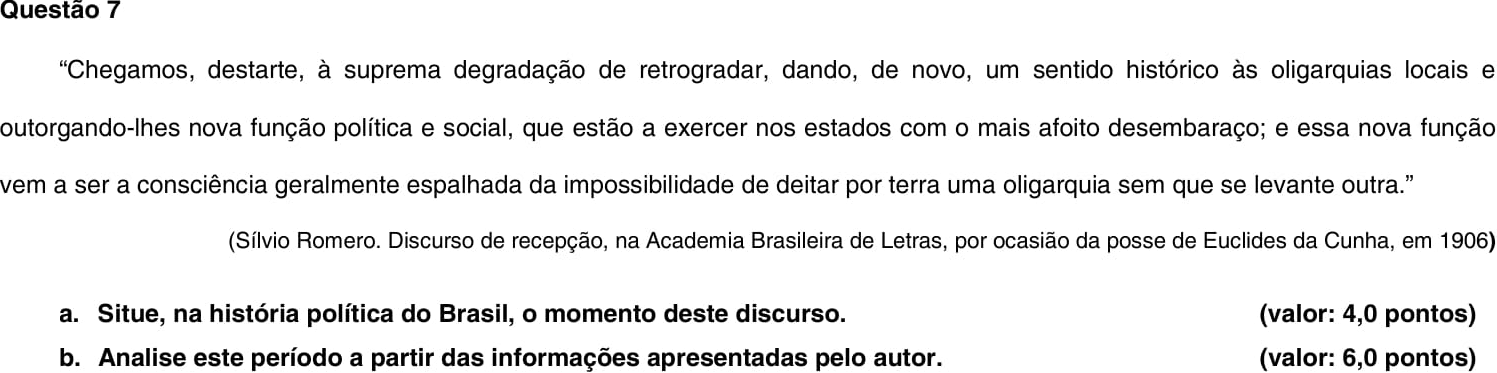 Questão 7
“Chegamos, destarte, à suprema degradação de retrogradar, dando, de novo, um sentido histórico às oligarquias locais e
outorgando-lhes nova função política e social, que estão a exercer nos estados com o mais afoito desembaraço; e essa nova função
vem a ser a consciência geralmente espalhada da impossibilidade de deitar por terra uma oligarquia sem que se levante outra.”
(Sílvio Romero. Discurso de recepção, na Academia Brasileira de Letras, por ocasião da posse de Euclides da Cunha, em 1906)
a. Situe, na história política do Brasil, o momento deste discurso. (valor: 4,0 pontos)
b. Analise este período a partir das informações apresentadas pelo autor. (valor: 6,0 pontos)